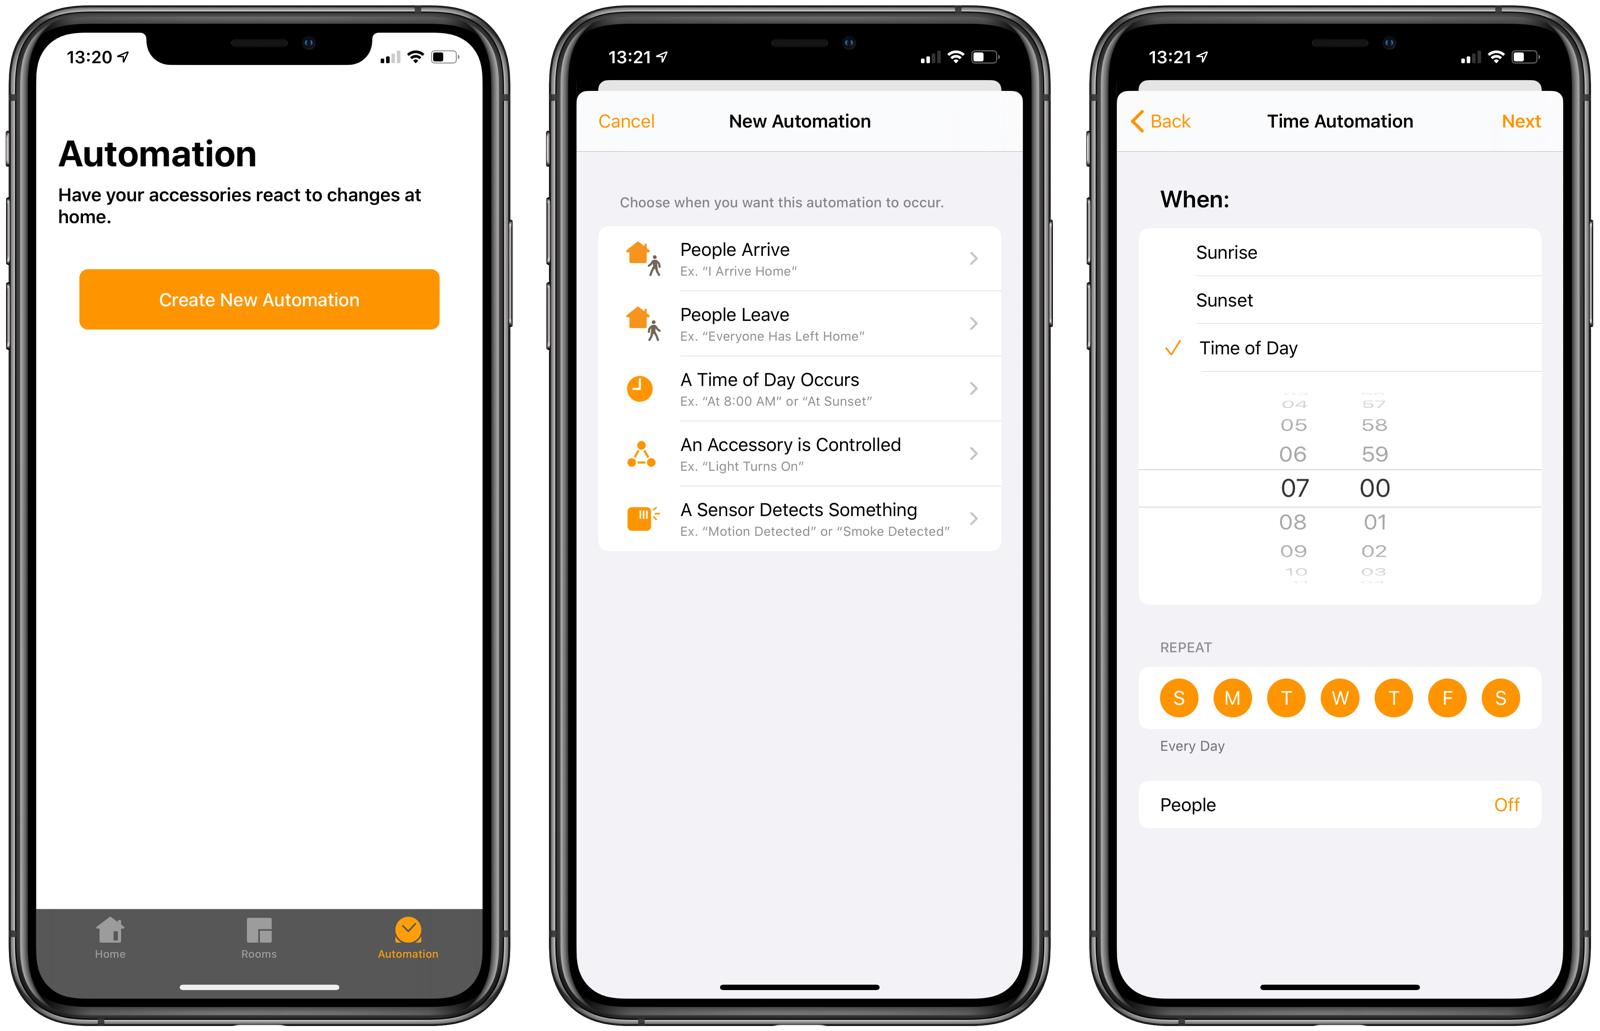 13:20
Automation
Have your accessories react to changes at
home.
Create New Automation
Home
Rooms
Automation
13:21
Cancel
New Automation
Choose when you want this automation to occur.
People Arrive
Ex. “I Arrive Home”
People Leave
Ex. “Everyone Has Left Home”
A Time of Day Occurs
Ex. “At 8:00 AM” or “At Sunset”
An Accessory is Controlled
Ex. “Light Turns On”
A Sensor Detects Something
Ex. “Motion Detected” or “Smoke Detected”
13:21
Back
Time Automation
Next
When:
Sunrise
Sunset
Time of Day
04 57
05 58
06 59
07 00
08 01
09 02
10 03
REPEAT
S M T W T F S
Every Day
People
Off